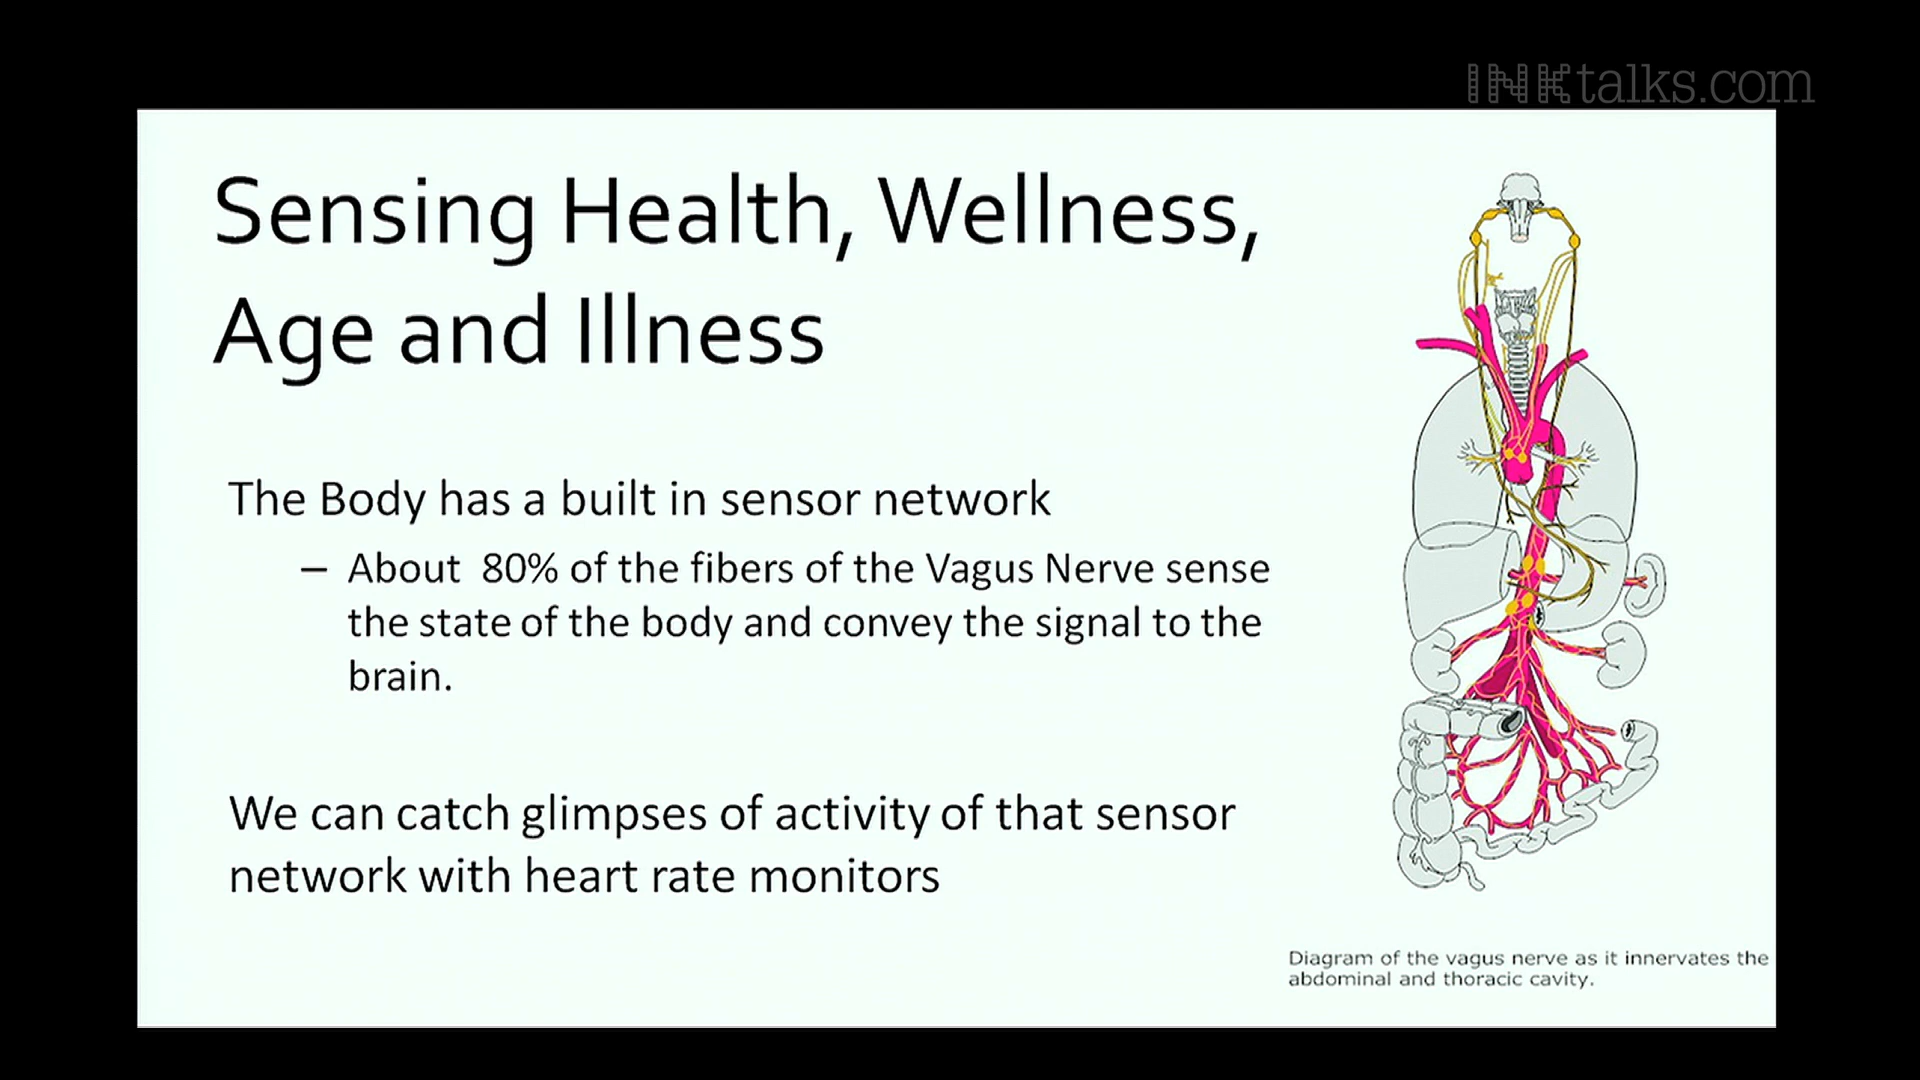 INKtalks.com
Sensing Health, Wellness,
Age and Illness
The Body has a built in sensor network
– About  80% of the fibers of the Vagus Nerve sense
the state of the body and convey the signal to the
brain.
We can catch glimpses of activity of that sensor
network with heart rate monitors
Diagram of the vagus nerve as it innervates the
abdominal and thoracic cavity.